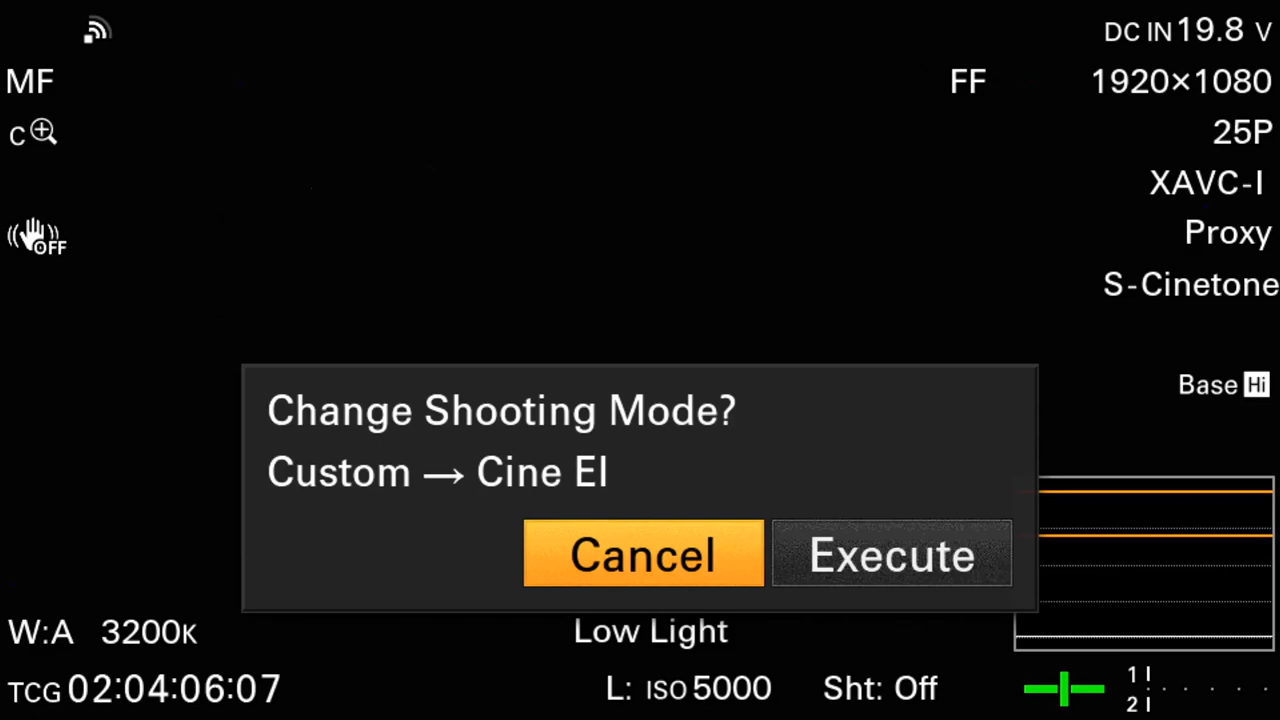 DC IN 19.8 V
MF FF 1920×1080
C 25P
XAVC-I
OFF Proxy
S-Cinetone
Base Hi
Change Shooting Mode?
Custom → Cine EI
Cancel Execute
W:A 3200K Low Light
TCG 02:04:06:07 L: ISO 5000 Sht: Off
1
2